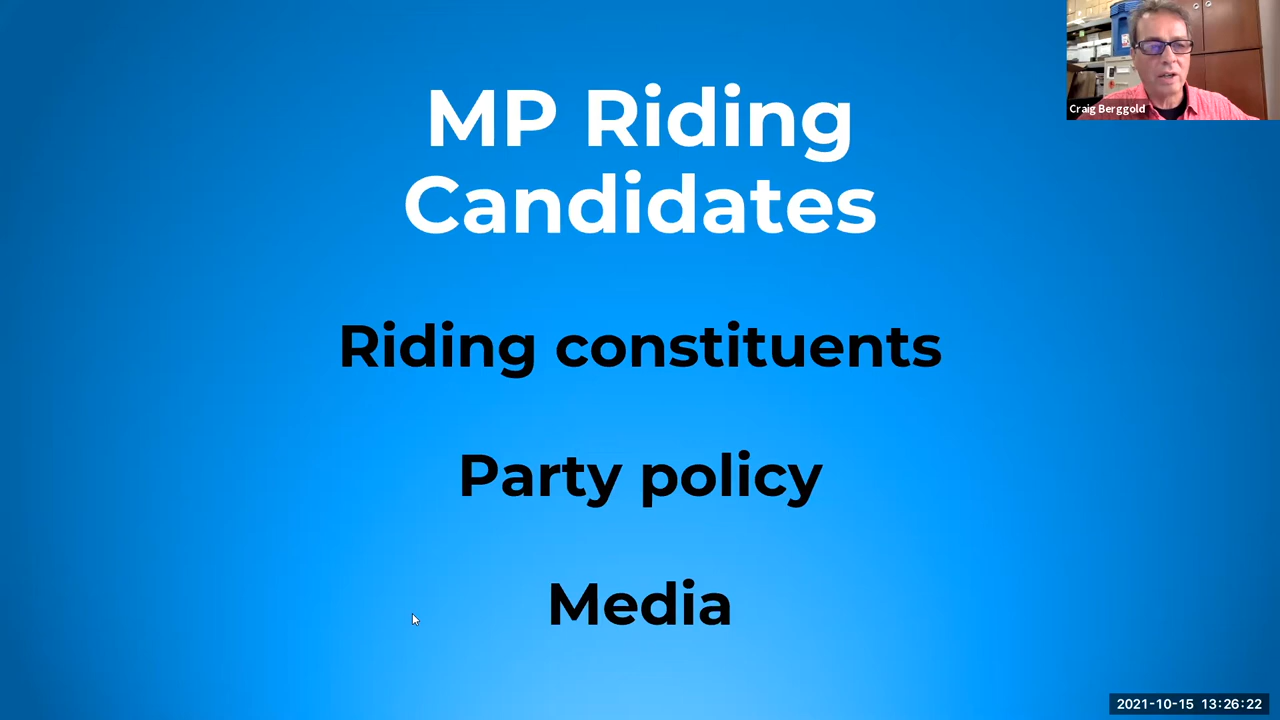 MP Riding
Candidates
Riding constituents
Party policy
Media
Craig Berggold
2021-10-15 13:26:22